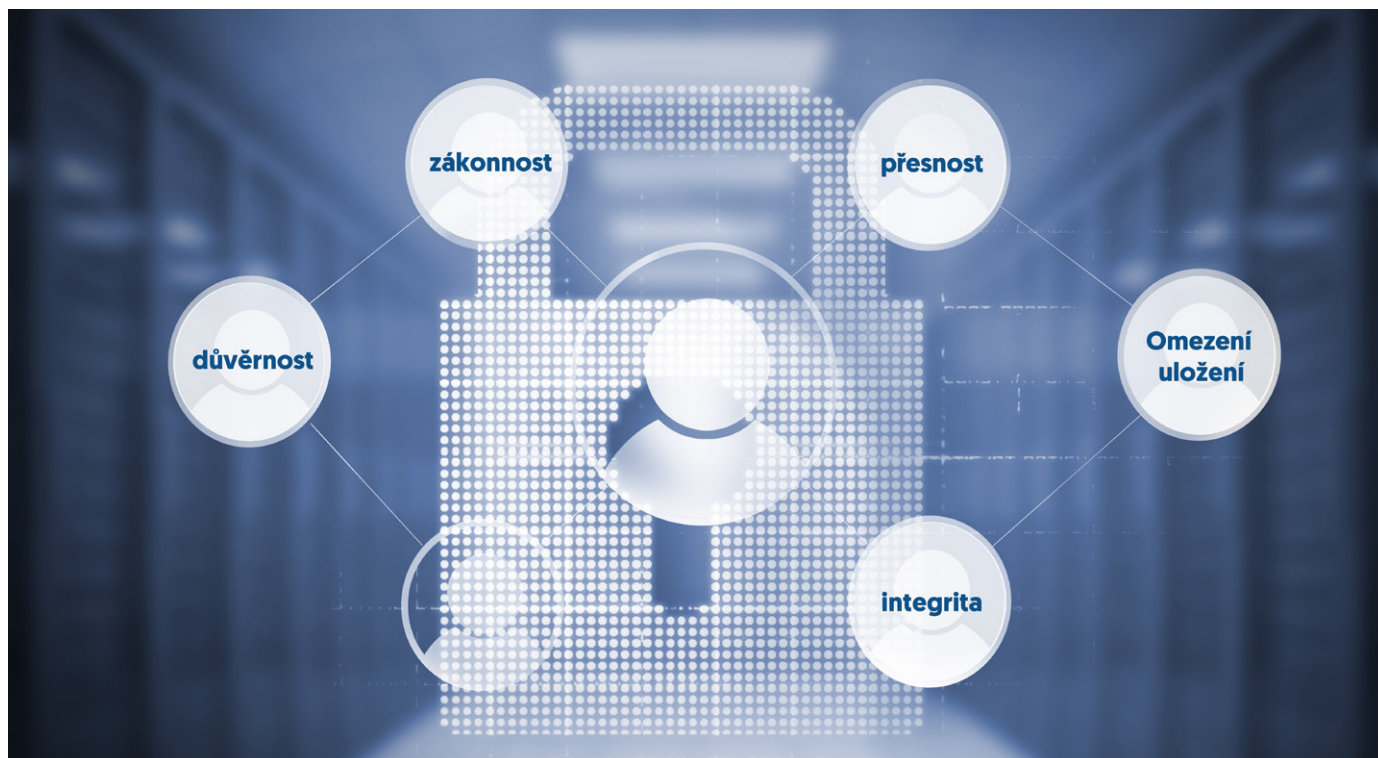 zákonnost
přesnost
důvěrnost
Omezení
uložení
integrita